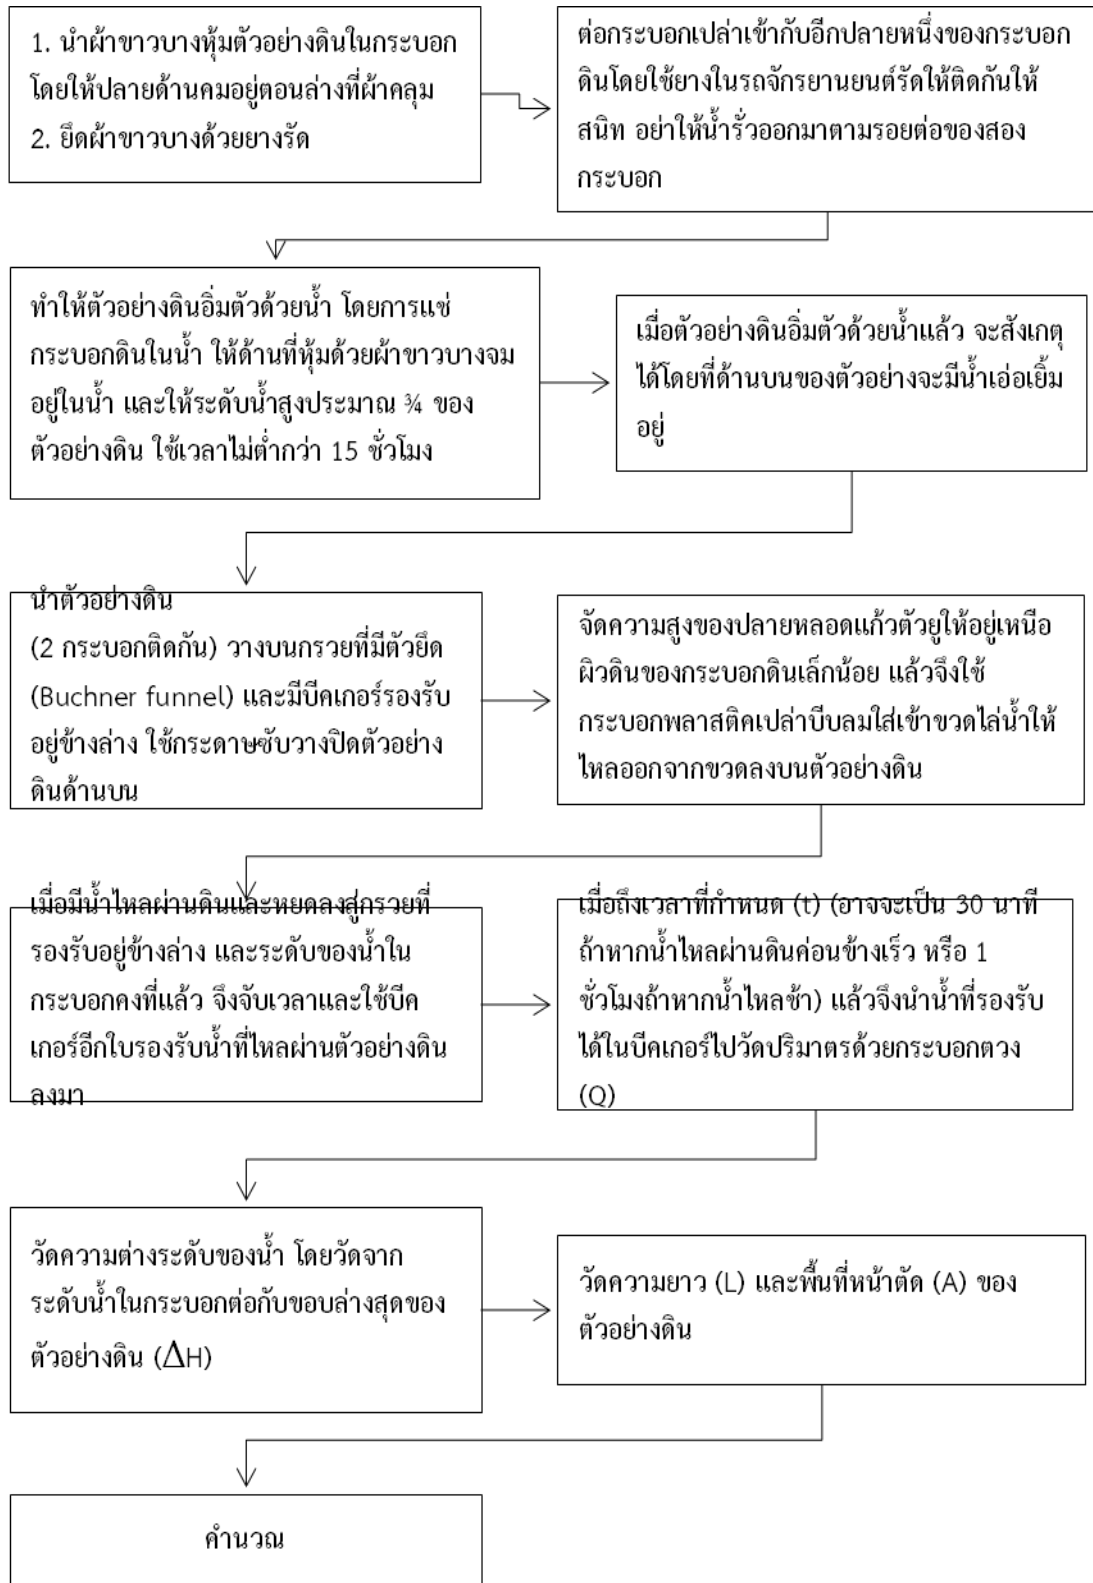 1. นำผ้าขาวบางหุ้มตัวอย่างดินในกระบอก
โดยให้ปลายด้านคมอยู่ตอนล่างที่ผ้าคลุม
2. ยึดผ้าขาวบางด้วยยางรัด
ต่อกระบอกเปล่าเข้ากับอีกปลายหนึ่งของกระบอก
ดินโดยใช้ยางในรถจักรยานยนต์รัดให้ติดกันให้
สนิท อย่าให้น้ำรั่วออกมาตามรอยต่อของสอง
กระบอก
ทำให้ตัวอย่างดินอิ่มตัวด้วยน้ำ โดยการแช่
กระบอกดินในน้ำ ให้ด้านที่หุ้มด้วยผ้าขาวบางจม
อยู่ในน้ำ และให้ระดับน้ำสูงประมาณ ¾ ของ
ตัวอย่างดิน ใช้เวลาไม่ต่ำกว่า 15 ชั่วโมง
เมื่อตัวอย่างดินอิ่มตัวด้วยน้ำแล้ว จะสังเกตุ
ได้โดยที่ด้านบนของตัวอย่างจะมีน้ำเอ่อเยิ้ม
อยู่
นำตัวอย่างดิน
(2 กระบอกติดกัน) วางบนกรวยที่มีตัวยึด
(Buchner funnel) และมีบีคเกอร์รองรับ
อยู่ข้างล่าง ใช้กระดาษซับวางปิดตัวอย่าง
ดินด้านบน
จัดความสูงของปลายหลอดแก้วตัวยูให้อยู่เหนือ
ผิวดินของกระบอกดินเล็กน้อย แล้วจึงใช้
กระบอกพลาสติคเปล่าบีบลมใส่เข้าขวดไล่น้ำให้
ไหลออกจากขวดลงบนตัวอย่างดิน
เมื่อมีน้ำไหลผ่านดินและหยดลงสู่กรวยที่
รองรับอยู่ข้างล่าง และระดับของน้ำใน
กระบอกคงที่แล้ว จึงจับเวลาและใช้บีค
เกอร์อีกใบรองรับน้ำที่ไหลผ่านตัวอย่างดิน
ลงมา
เมื่อถึงเวลาที่กำหนด (t) (อาจจะเป็น 30 นาที
ถ้าหากน้ำไหลผ่านดินค่อนข้างเร็ว หรือ 1
ชั่วโมงถ้าหากน้ำไหลช้า) แล้วจึงนำน้ำที่รองรับ
ได้ในบีคเกอร์ไปวัดปริมาตรด้วยกระบอกตวง
(Q)
วัดความต่างระดับของน้ำ โดยวัดจาก
ระดับน้ำในกระบอกต่อกับขอบล่างสุดของ
ตัวอย่างดิน (ΔH)
วัดความยาว (L) และพื้นที่หน้าตัด (A) ของ
ตัวอย่างดิน
คำนวณ